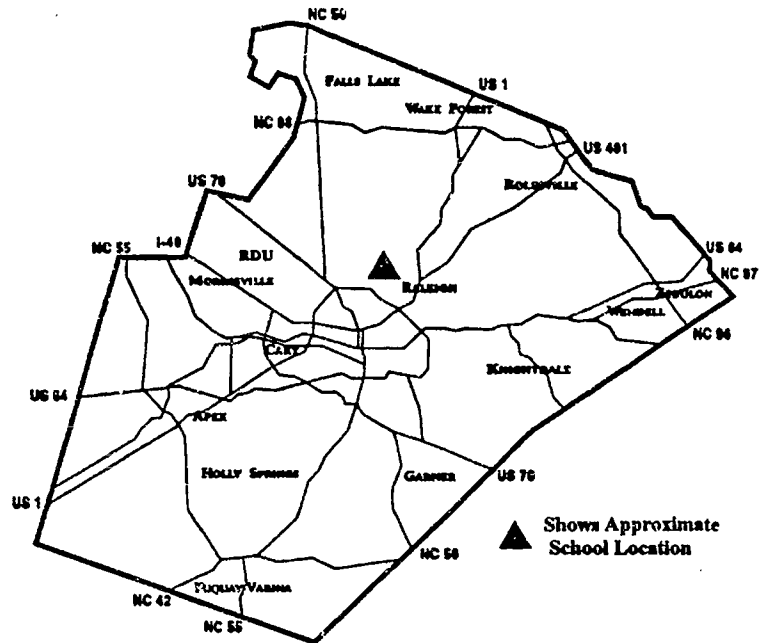 NC 50
FALLS LAKE
US 1
WAKE FOREST
NC 98
US 401
ROLESVILLE
US 70
NC 55
I-40
RDU
US 64
MORRISVILLE
NC 97
RALEIGH
ZEBULON
WENDELL
NC 96
CARY
KNIGHTDALE
US 64
APEX
HOLLY SPRINGS
GARNER
US 70
US 1
Shows Approximate
School Location
NC 50
FUQUAY-VARINA
NC 42
NC 55